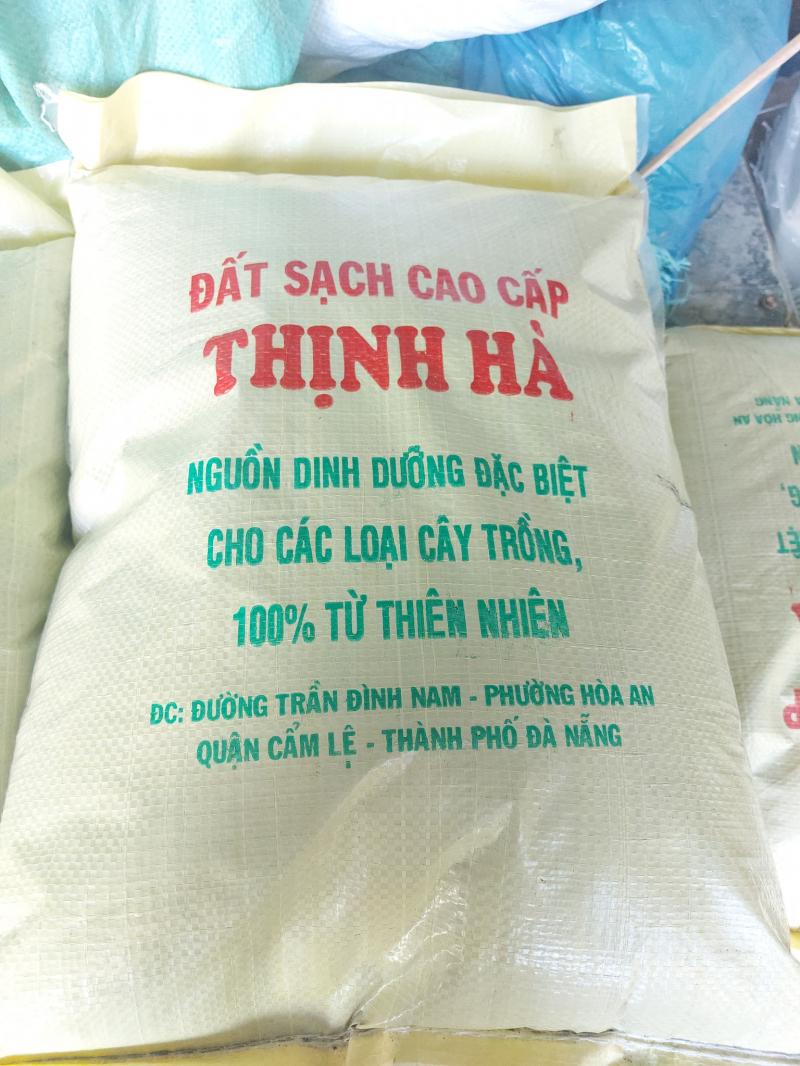 ĐẤT SẠCH CAO CẤP
THỊNH HÀ
NGUỒN DINH DƯỠNG ĐẶC BIỆT
CHO CÁC LOẠI CÂY TRỒNG,
100% TỪ THIÊN NHIÊN
ĐC: ĐƯỜNG TRẦN ĐÌNH NAM - PHƯỜNG HÒA AN
QUẬN CẨM LỆ - THÀNH PHỐ ĐÀ NẴNG